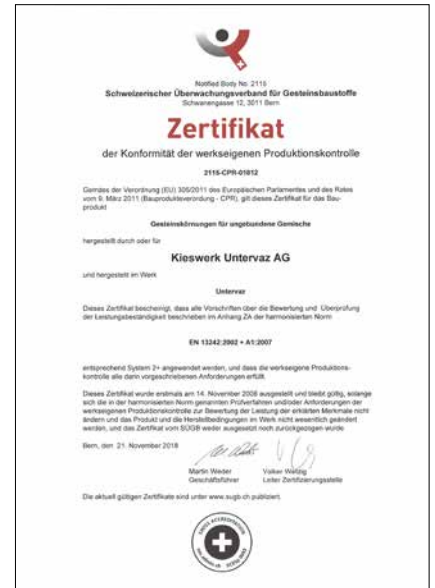 Notified Body No. 2115
Schweizerischer Überwachungsverband für Gesteinsbaustoffe
Schwanengasse 12, 3011 Bern
Zertifikat
der Konformität der werkseigenen Produktionskontrolle
2115-CPR-01012
Gemäss der Verordnung (EU) 305/2011 des Europäischen Parlamentes und des Rates
vom 9. März 2011 (Bauprodukteverordnung - CPR), gilt dieses Zertifikat für das Bau-
produkt
Gesteinskörnungen für ungebundene Gemische
hergestellt durch oder für
Kieswerk Untervaz AG
und hergestellt im Werk
Untervaz
Dieses Zertifikat bescheinigt, dass alle Vorschriften über die Bewertung und Überprüfung
der Leistungsbeständigkeit beschrieben im Anhang ZA der harmonisierten Norm
EN 13242:2002 + A1:2007
entsprechend System 2+ angewendet werden, und dass die werkseigene Produktions-
kontrolle alle darin vorgeschriebenen Anforderungen erfüllt.
Dieses Zertifikat wurde erstmals am 14. November 2008 ausgestellt und bleibt gültig, solange
sich die in der harmonisierten Norm genannten Prüfverfahren und/oder Anforderungen der
werkseigenen Produktionskontrolle zur Bewertung der Leistung der erklärten Merkmale nicht
ändern und das Produkt und die Herstellbedingungen im Werk nicht wesentlich geändert
werden, und das Zertifikat vom SÜGB weder ausgesetzt noch zurückgezogen wurde.
Bern, den 21. November 2018
Martin Weder
Geschäftsführer
Volker Wetzig
Leiter Zertifizierungsstelle
Die aktuell gültigen Zertifikate sind unter www.sugb.ch publiziert.
SWISS ACCREDITATION